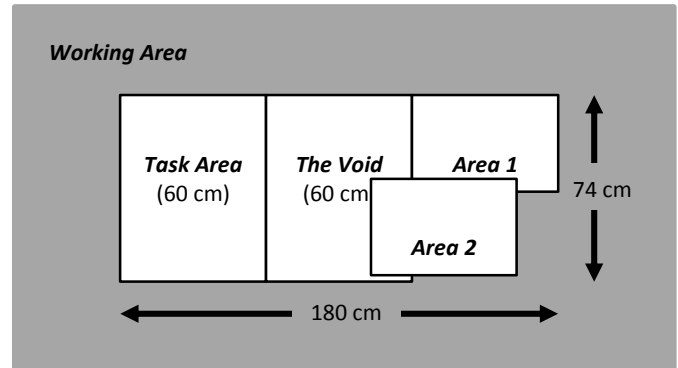 Working Area
Task Area
(60 cm)
The Void
(60 cm
Area 1
74 cm
Area 2
180 cm